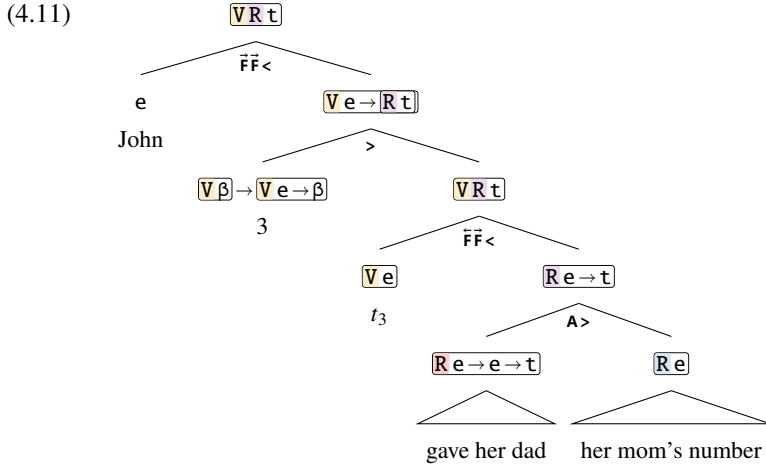 (4.11) V R t
F⃗ F⃗ <
e V e → R t
John
>
V β → V e → β V R t
3
F⃖ F⃗ <
V e R e → t
t₃
A >
R e → e → t R e
gave her dad her mom's number